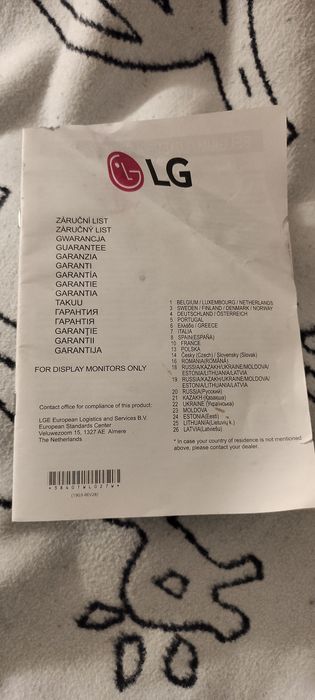 LG
ZÁRUČNÍ LIST
ZÁRUČNÝ LIST
GWARANCJA
GUARANTEE
GARANZIA
GARANTI
GARANTÍA
GARANTIE
GARANTIA
TAKUU
ГАРАНТИЯ
ГАРАНТІЯ
GARANŢIE
GARANTII
GARANTIJA
FOR DISPLAY MONITORS ONLY
1 BELGIUM / LUXEMBOURG / NETHERLANDS
3 SWEDEN / FINLAND / DENMARK / NORWAY
4 DEUTSCHLAND / ÖSTERREICH
5 PORTUGAL
6 Ελλαδα / GREECE
7 ITALIA
8 SPAIN(ESPAÑA)
10 FRANCE
13 POLSKA
14 Česky (Czech) / Slovensky (Slovak)
16 ROMANIA(ROMÂNĂ)
18 RUSSIA/KAZAKH/UKRAINE/MOLDOVA/
ESTONIA/LITHUANIA/LATVIA
19 RUSSIA/KAZAKH/UKRAINE/MOLDOVA/
ESTONIA/LITHUANIA/LATVIA
20 RUSSIA(Русский)
21 KAZAKH (Қазақша)
22 UKRAINE (Українська)
23 MOLDOVA
24 ESTONIA(Eesti)
25 LITHUANIA(Lietuvių k.)
26 LATVIA(Latviešu)
* In case your country of residence is not mentioned
above, please contact your dealer.
Contact office for compliance of this product:
LGE European Logistics and Services B.V.
European Standards Center
Veluwezoom 15, 1327 AE Almere
The Netherlands
(1903-REV28)